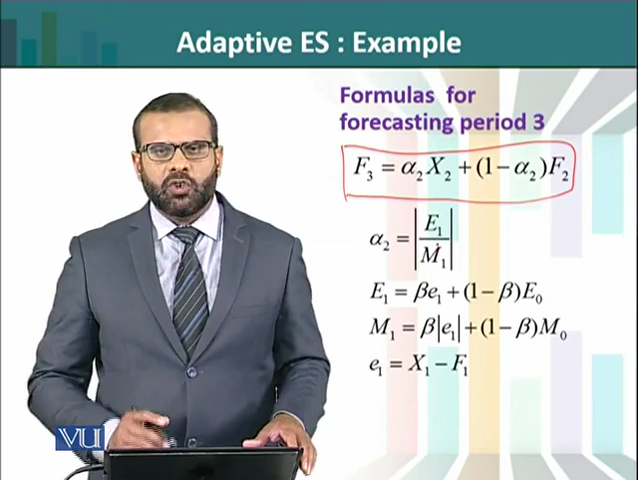 Adaptive ES : Example
Formulas for
forecasting period 3
F₃ = α₂X₂ + (1 − α₂)F₂
α₂ = |E₁/M₁|
E₁ = βe₁ + (1 − β)E₀
M₁ = β|e₁| + (1 − β)M₀
e₁ = X₁ − F₁
VU